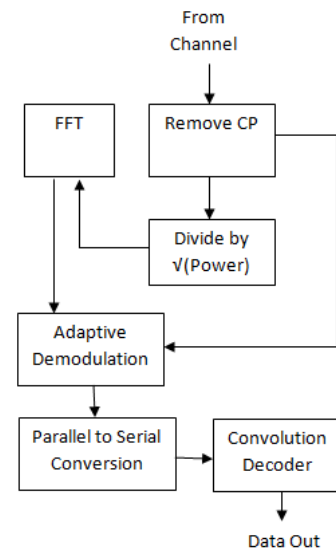 From
Channel
FFT
Remove CP
Divide by
√(Power)
Adaptive
Demodulation
Parallel to Serial
Conversion
Convolution
Decoder
Data Out